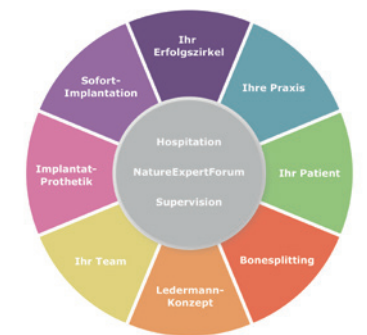 Ihr
Erfolgszirkel
Ihre Praxis
Ihr Patient
Bonesplitting
Ledermann-
Konzept
Ihr Team
Implantat-
Prothetik
Sofort-
Implantation
Hospitation
NatureExpertForum
Supervision